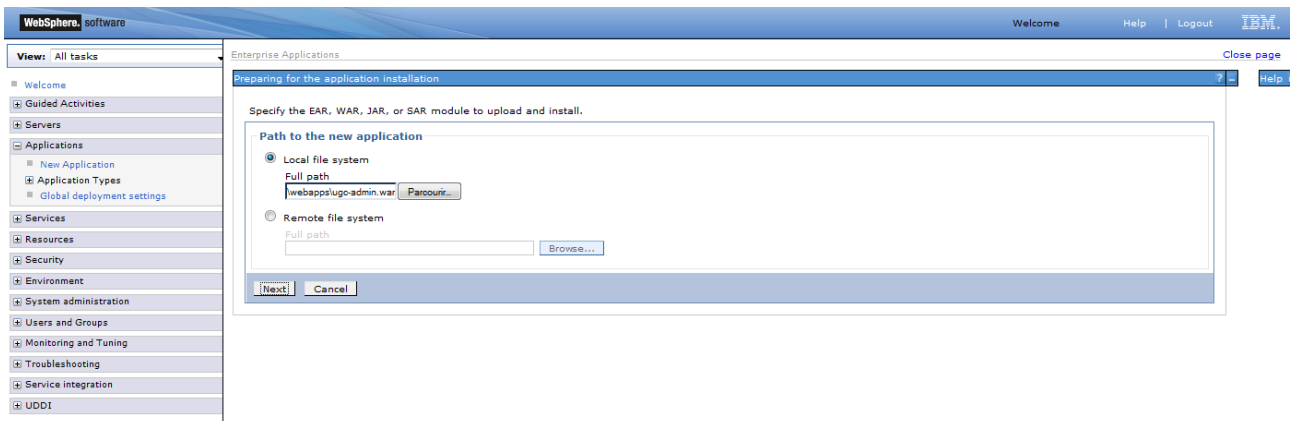 WebSphere. software Welcome Help | Logout IBM.
View: All tasks
Welcome
Guided Activities
Servers
Applications
New Application
Application Types
Global deployment settings
Services
Resources
Security
Environment
System administration
Users and Groups
Monitoring and Tuning
Troubleshooting
Service integration
UDDI
Enterprise Applications
Close page
Preparing for the application installation ? -
Help
Specify the EAR, WAR, JAR, or SAR module to upload and install.
Path to the new application
Local file system
Full path
\webapps\ugc-admin.war Parcourir...
Remote file system
Full path
Browse...
Next Cancel